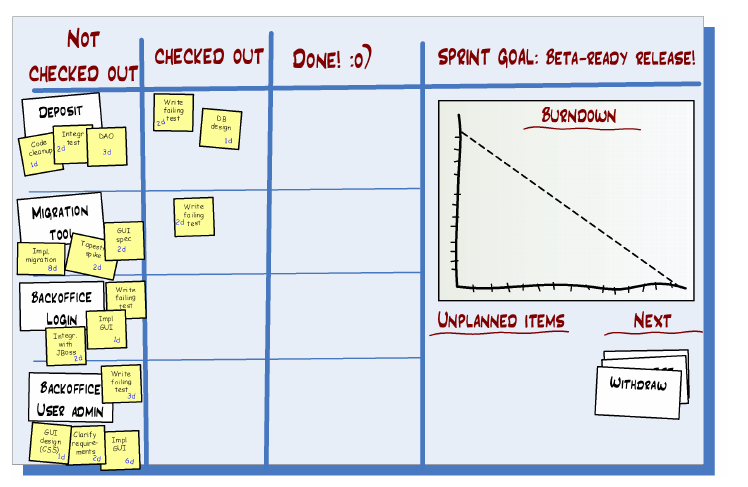 Not
checked out
checked out
Done! :o)
Sprint goal: Beta-ready release!
Deposit
Code
cleanup
1d
Integr
test
2d
DAO
3d
Write
failing
test
2d
DB
design
1d
Migration
tool
Impl.
migration
8d
spike
2d
GUI
spec
2d
Write
failing
test
2d
Backoffice
Login
Write
failing
test
Impl
GUI
1d
Integr.
with
JBoss
2d
Backoffice
User admin
Write
failing
test
3d
GUI
design
(CSS)
1d
Clarify
require-
ments
2d
Impl
GUI
6d
Burndown
Unplanned items
Next
Withdraw